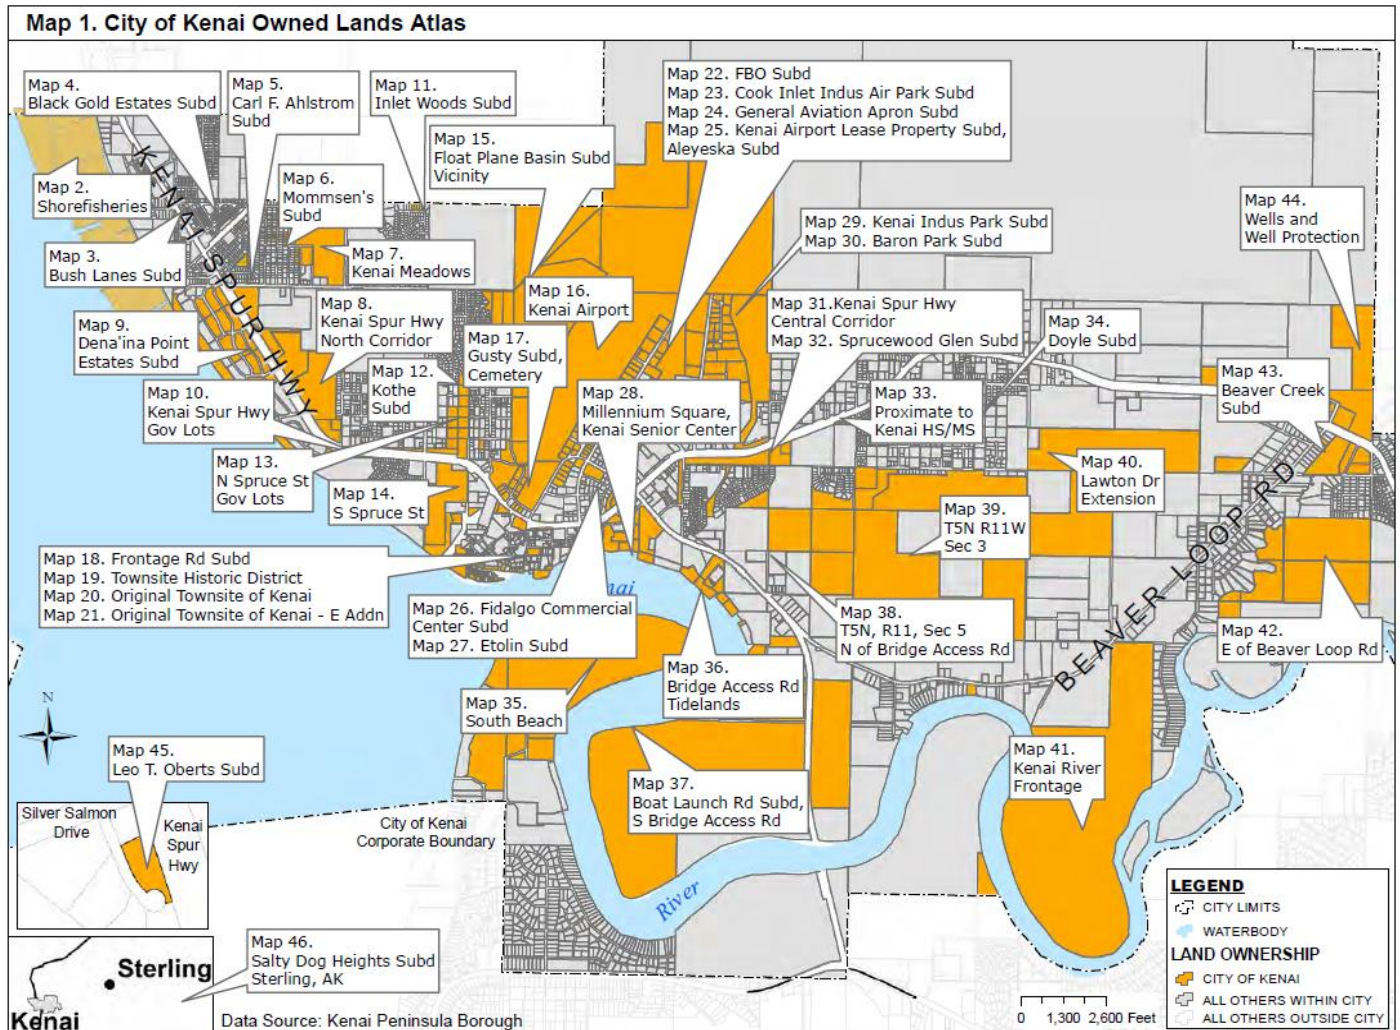 Map 1. City of Kenai Owned Lands Atlas
Map 4.
Black Gold Estates Subd
Map 5.
Carl F. Ahlstrom
Subd
Map 11.
Inlet Woods Subd
Map 15.
Float Plane Basin Subd
Vicinity
Map 22. FBO Subd
Map 23. Cook Inlet Indus Air Park Subd
Map 24. General Aviation Apron Subd
Map 25. Kenai Airport Lease Property Subd,
Aleyeska Subd
Map 2.
Shorefisheries
Map 6.
Mommsen's
Subd
Map 29. Kenai Indus Park Subd
Map 30. Baron Park Subd
Map 44.
Wells and
Well Protection
Map 3.
Bush Lanes Subd
Map 7.
Kenai Meadows
KENAI SPUR HWY
Map 8.
Kenai Spur Hwy
North Corridor
Map 16.
Kenai Airport
Map 31.Kenai Spur Hwy
Central Corridor
Map 32. Sprucewood Glen Subd
Map 34.
Doyle Subd
Map 9.
Dena'ina Point
Estates Subd
Map 17.
Gusty Subd,
Cemetery
Map 12.
Kothe
Subd
Map 10.
Kenai Spur Hwy
Gov Lots
Map 28.
Millennium Square,
Kenai Senior Center
Map 33.
Proximate to
Kenai HS/MS
Map 43.
Beaver Creek
Subd
Map 13.
N Spruce St
Gov Lots
Map 14.
S Spruce St
Map 40.
Lawton Dr
Extension
Map 39.
T5N R11W
Sec 3
BEAVER LOOP RD
Map 18. Frontage Rd Subd
Map 19. Townsite Historic District
Map 20. Original Townsite of Kenai
Map 21. Original Townsite of Kenai - E Addn
nai
Map 26. Fidalgo Commercial
Center Subd
Map 27. Etolin Subd
Map 38.
T5N, R11, Sec 5
N of Bridge Access Rd
Map 42.
E of Beaver Loop Rd
Map 36.
Bridge Access Rd
Tidelands
Map 35.
South Beach
N
Map 45.
Leo T. Oberts Subd
Map 41.
Kenai River
Frontage
Map 37.
Boat Launch Rd Subd,
S Bridge Access Rd
Silver Salmon
Drive
Kenai
Spur
Hwy
City of Kenai
Corporate Boundary
River
LEGEND
CITY LIMITS
WATERBODY
LAND OWNERSHIP
CITY OF KENAI
ALL OTHERS WITHIN CITY
ALL OTHERS OUTSIDE CITY
Map 46.
Salty Dog Heights Subd
Sterling, AK
Sterling
Kenai
Data Source: Kenai Peninsula Borough
0 1,300 2,600 Feet